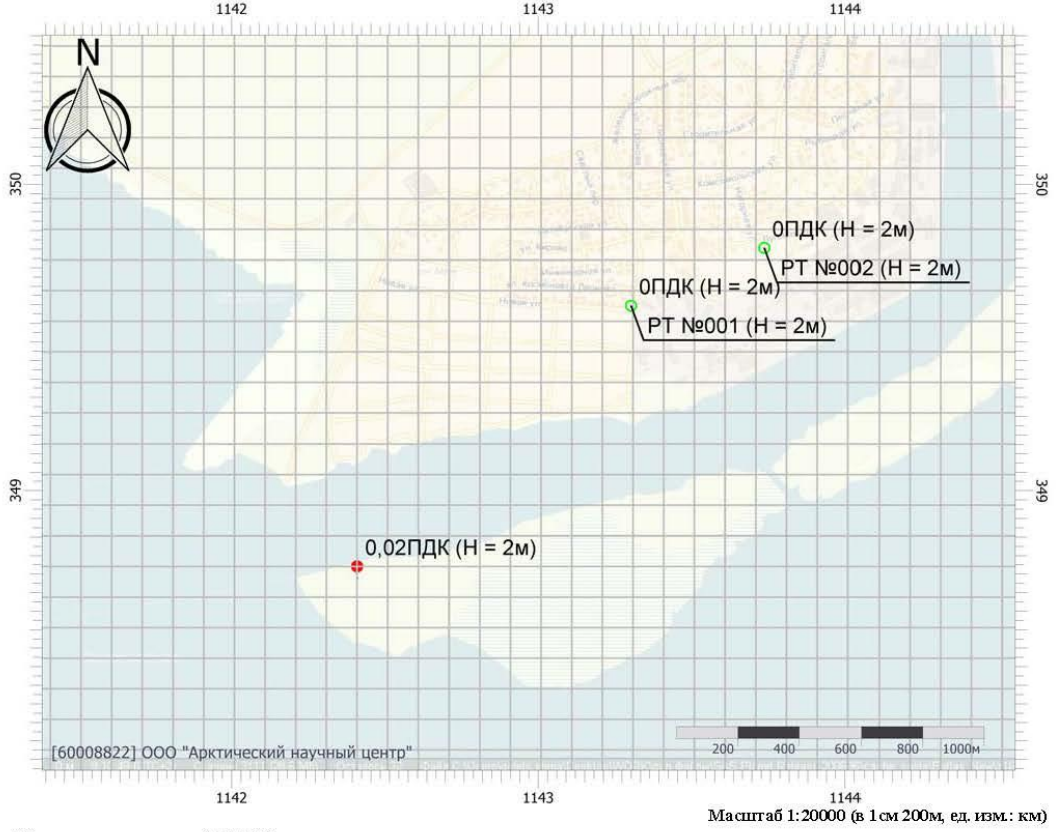 1142 1143 1144
N
350 350
0ПДК (Н = 2м)
РТ №002 (Н = 2м)
0ПДК (Н = 2м)
РТ №001 (Н = 2м)
349 349
0,02ПДК (Н = 2м)
200 400 600 800 1000м
[60008822] ООО "Арктический научный центр"
1142 1143 1144
Масштаб 1:20000 (в 1 см 200м, ед. изм.: км)